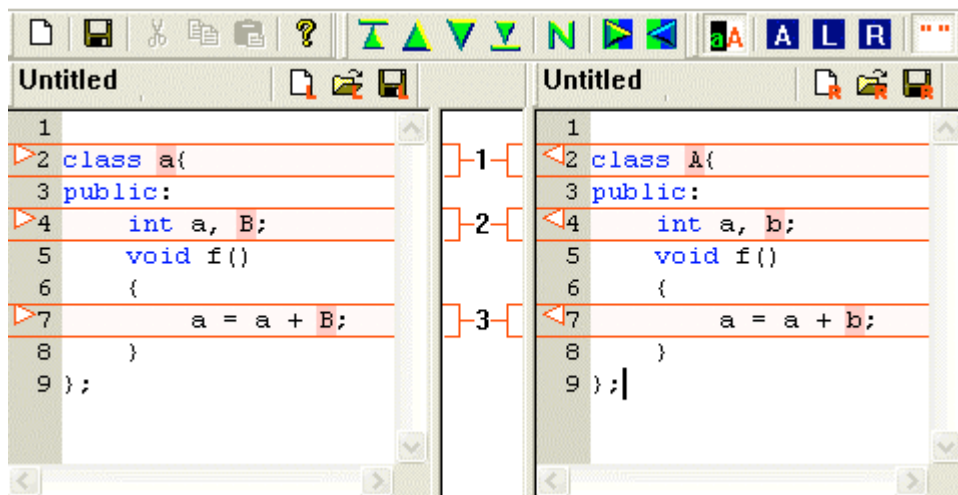 N aA A L R " "
Untitled L L L
1
2 class a{
3 public:
4 int a, B;
5 void f()
6 {
7 a = a + B;
8 }
9 };
1
2
3
Untitled R R R
1
2 class A{
3 public:
4 int a, b;
5 void f()
6 {
7 a = a + b;
8 }
9 };